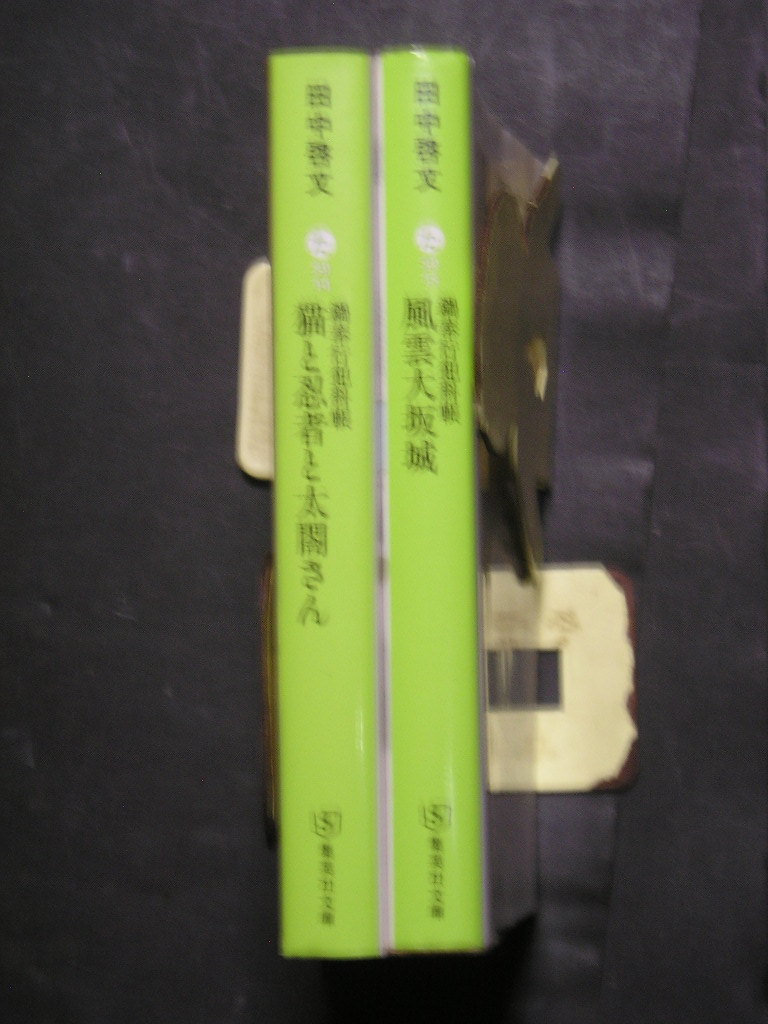 田中啓文
鍋奉行犯科帳
風雲大坂城
集英社文庫
田中啓文
鍋奉行犯科帳
猫と忍者と太閤さん
集英社文庫